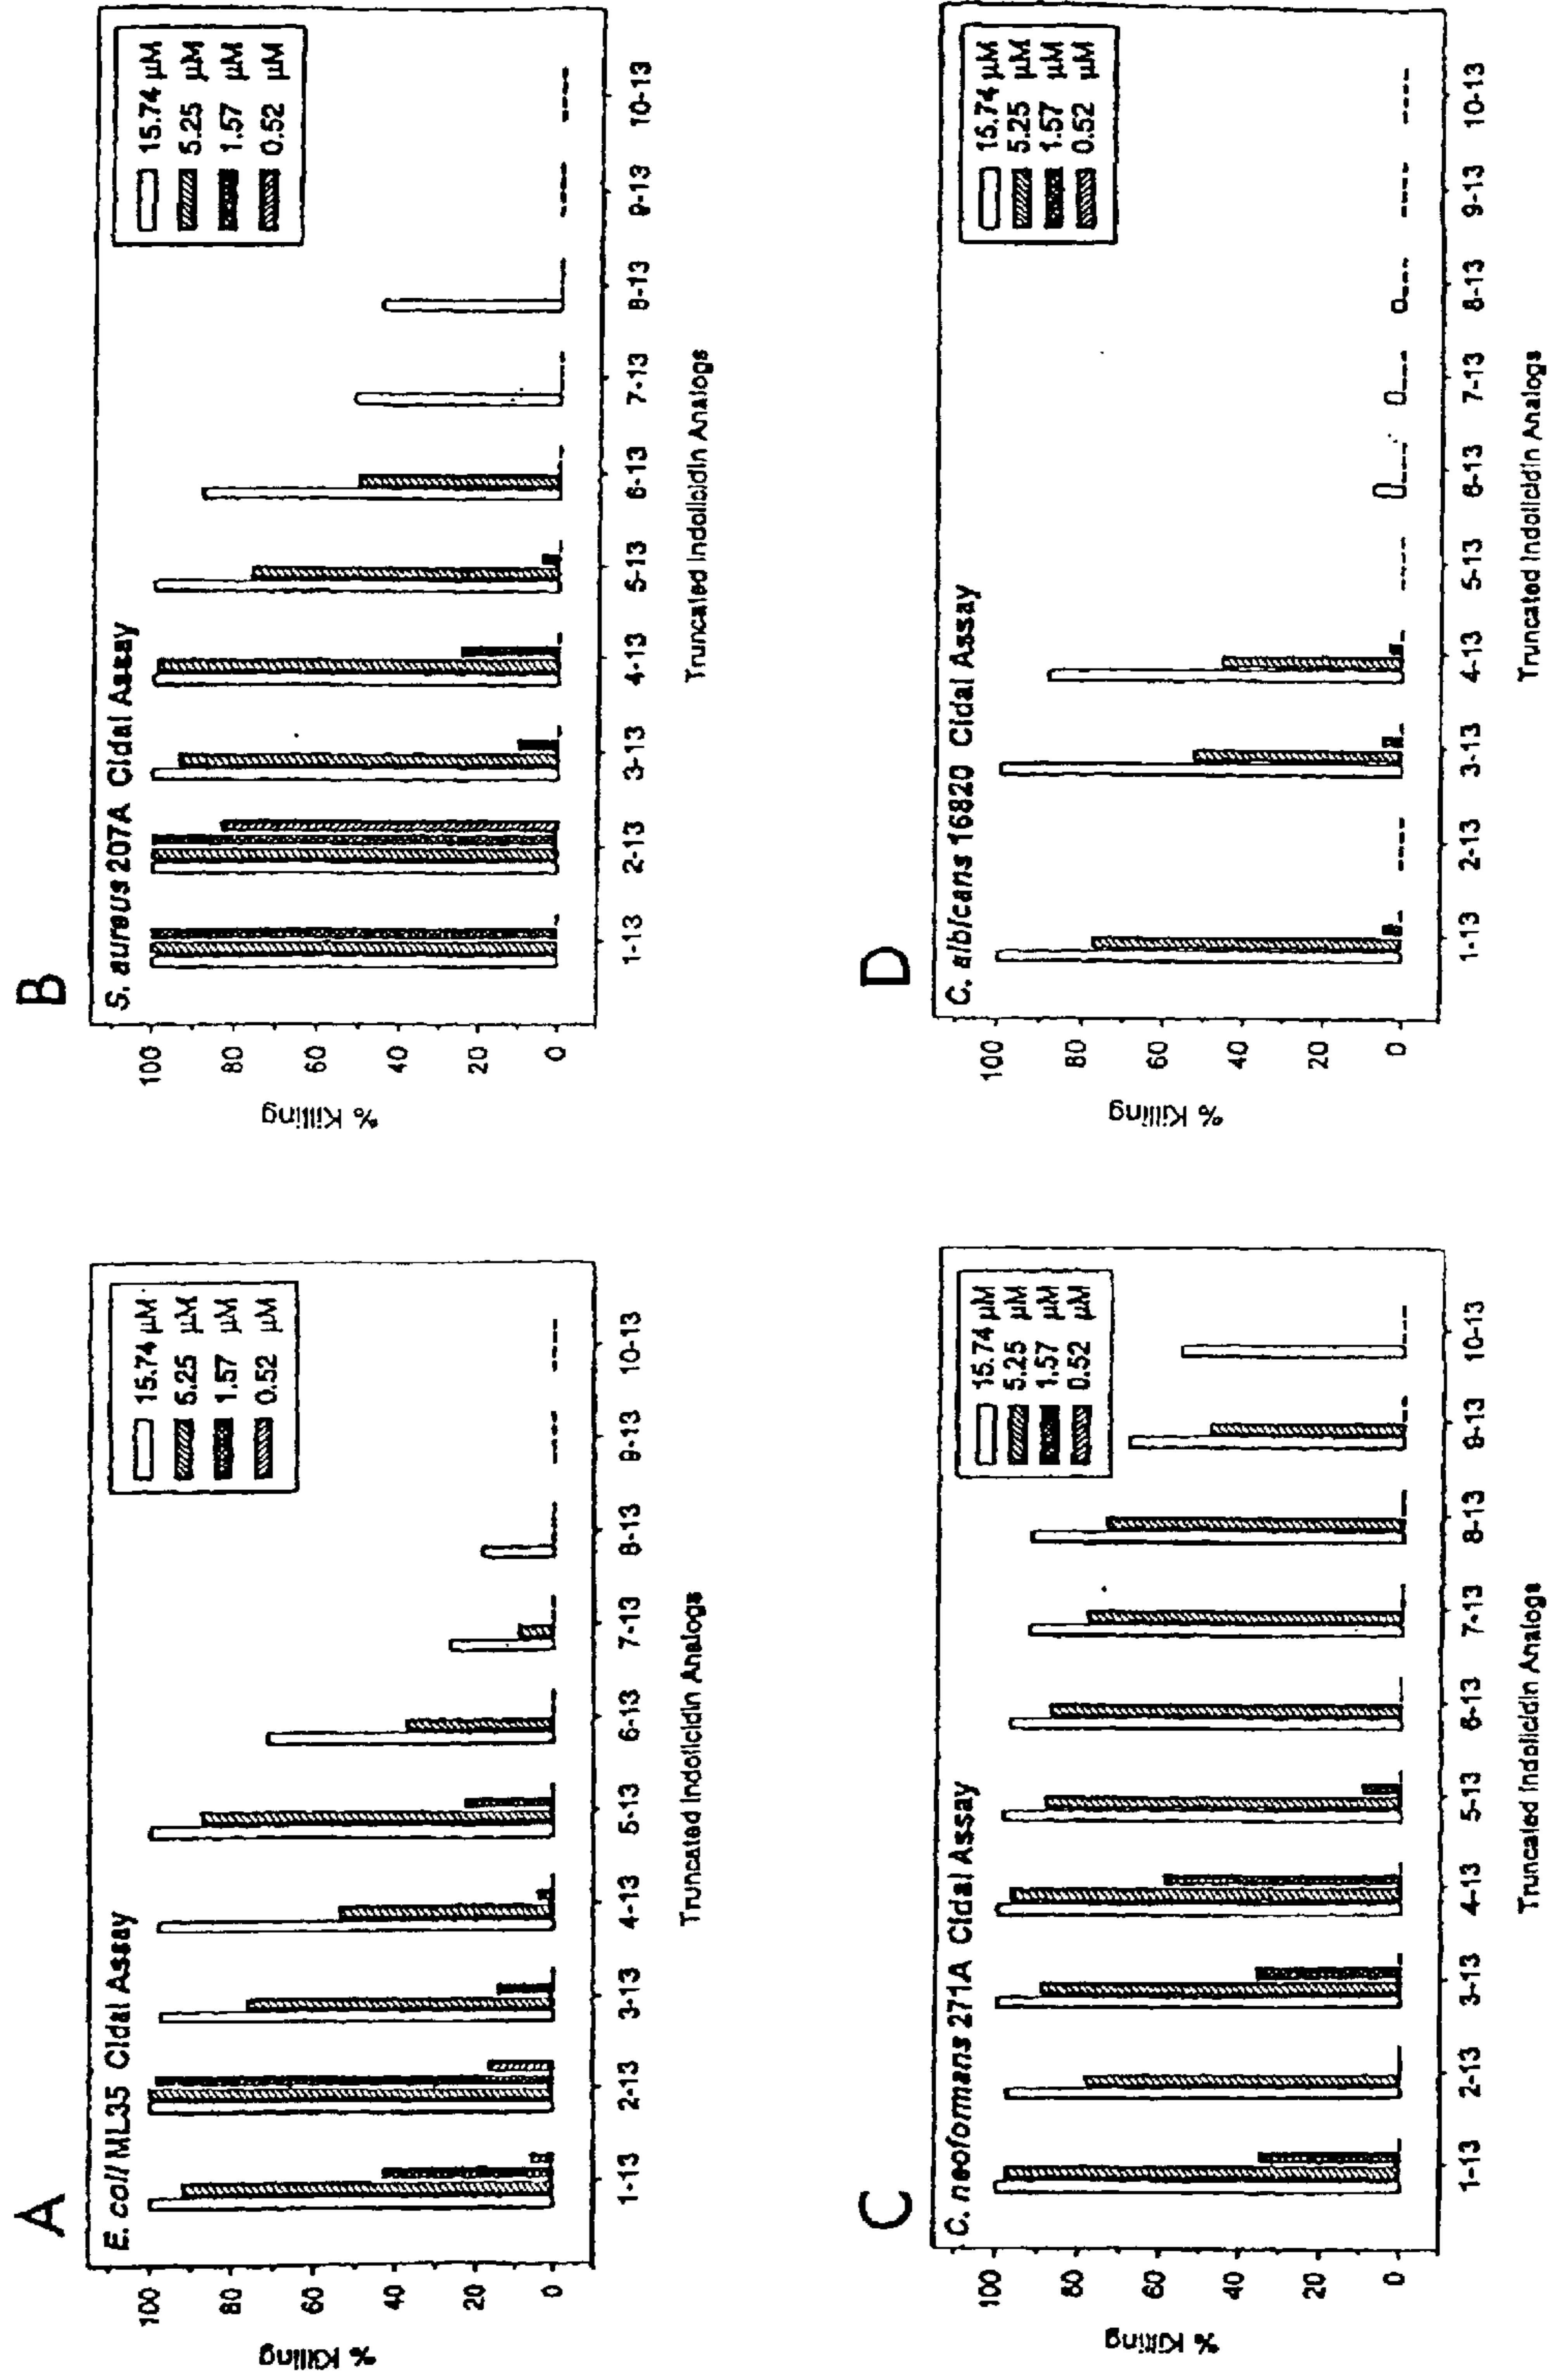 A
E. coli ML35 Cidal Assay
15.74 µM
5.25 µM
1.57 µM
0.52 µM
% Killing
100
80
60
40
20
0
1-13 2-13 3-13 4-13 5-13 6-13 7-13 8-13 9-13 10-13
Truncated Indolicidin Analogs
B
S. aureus 207A Cidal Assay
15.74 µM
5.25 µM
1.57 µM
0.52 µM
% Killing
100
80
60
40
20
0
1-13 2-13 3-13 4-13 5-13 6-13 7-13 8-13 9-13 10-13
Truncated Indolicidin Analogs
C
C. neofomans 271A Cidal Assay
15.74 µM
5.25 µM
1.57 µM
0.52 µM
% Killing
100
80
60
40
20
0
1-13 2-13 3-13 4-13 5-13 6-13 7-13 8-13 9-13 10-13
Truncated Indolicidin Analogs
D
C. albicans 16820 Cidal Assay
15.74 µM
5.25 µM
1.57 µM
0.52 µM
% Killing
100
80
60
40
20
0
1-13 2-13 3-13 4-13 5-13 6-13 7-13 8-13 9-13 10-13
Truncated Indolicidin Analogs